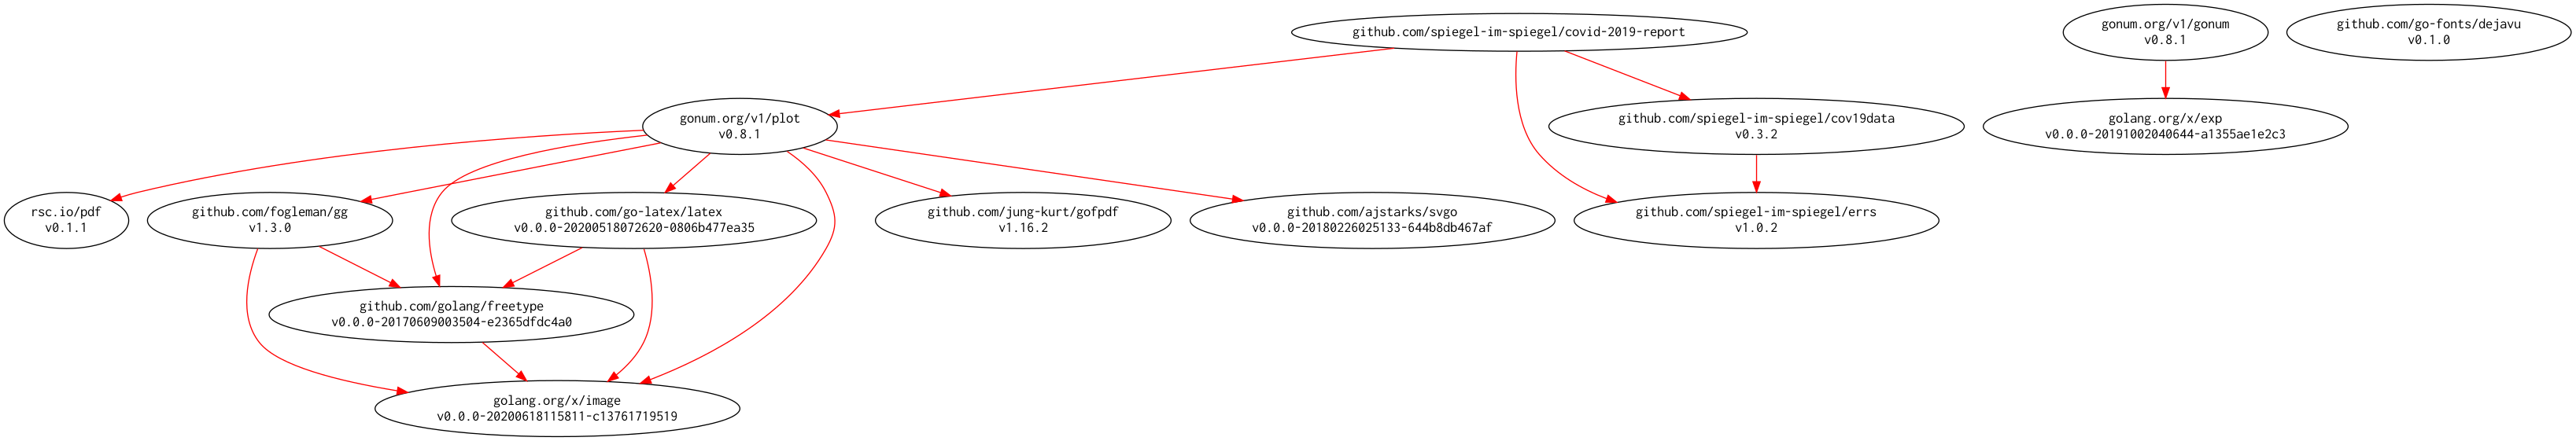 github.com/spiegel-im-spiegel/covid-2019-report
gonum.org/v1/gonum
v0.8.1
github.com/go-fonts/dejavu
v0.1.0
gonum.org/v1/plot
v0.8.1
github.com/spiegel-im-spiegel/cov19data
v0.3.2
golang.org/x/exp
v0.0.0-20191002040644-a1355ae1e2c3
rsc.io/pdf
v0.1.1
github.com/fogleman/gg
v1.3.0
github.com/go-latex/latex
v0.0.0-20200518072620-0806b477ea35
github.com/jung-kurt/gofpdf
v1.16.2
github.com/ajstarks/svgo
v0.0.0-20180226025133-644b8db467af
github.com/spiegel-im-spiegel/errs
v1.0.2
github.com/golang/freetype
v0.0.0-20170609003504-e2365dfdc4a0
golang.org/x/image
v0.0.0-20200618115811-c13761719519